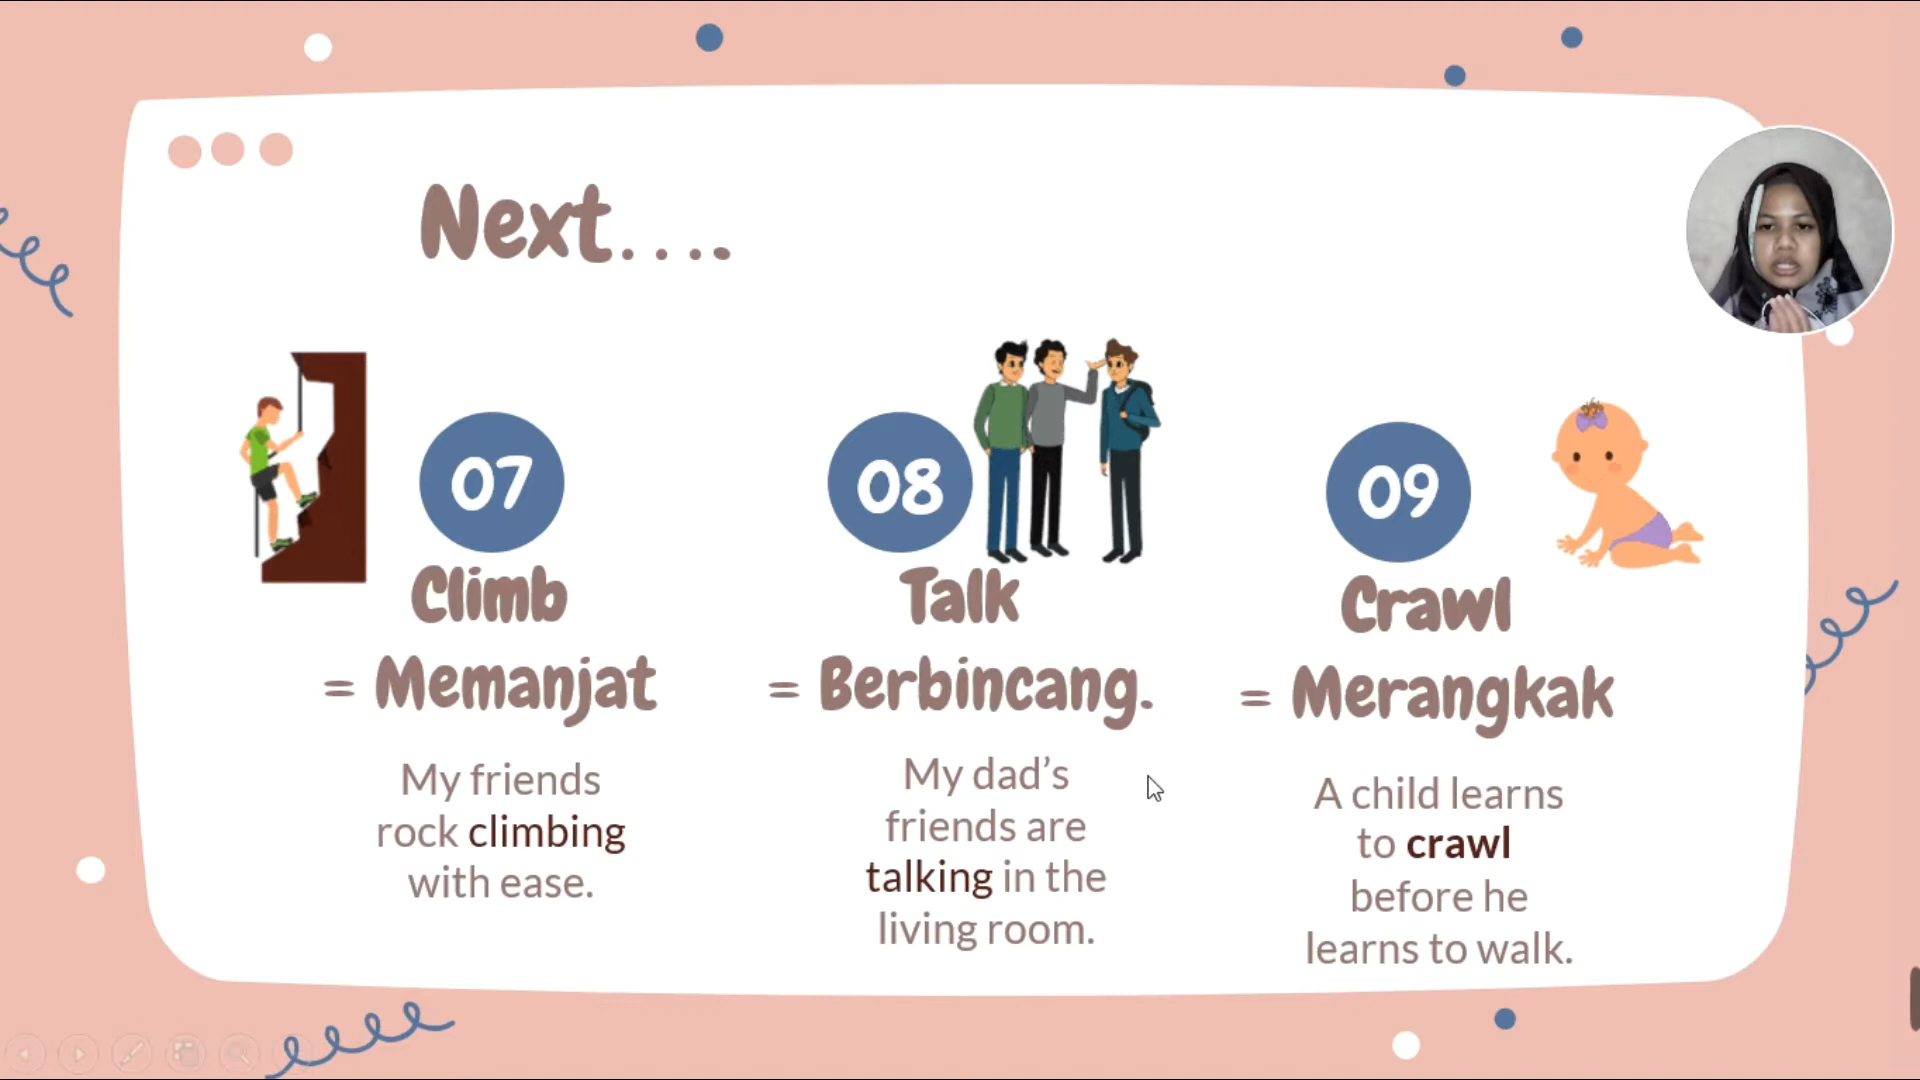 Next....
07
Climb
= Memanjat
My friends
rock climbing
with ease.
08
Talk
= Berbincang.
My dad’s
friends are
talking in the
living room.
09
Crawl
= Merangkak
A child learns
to crawl
before he
learns to walk.